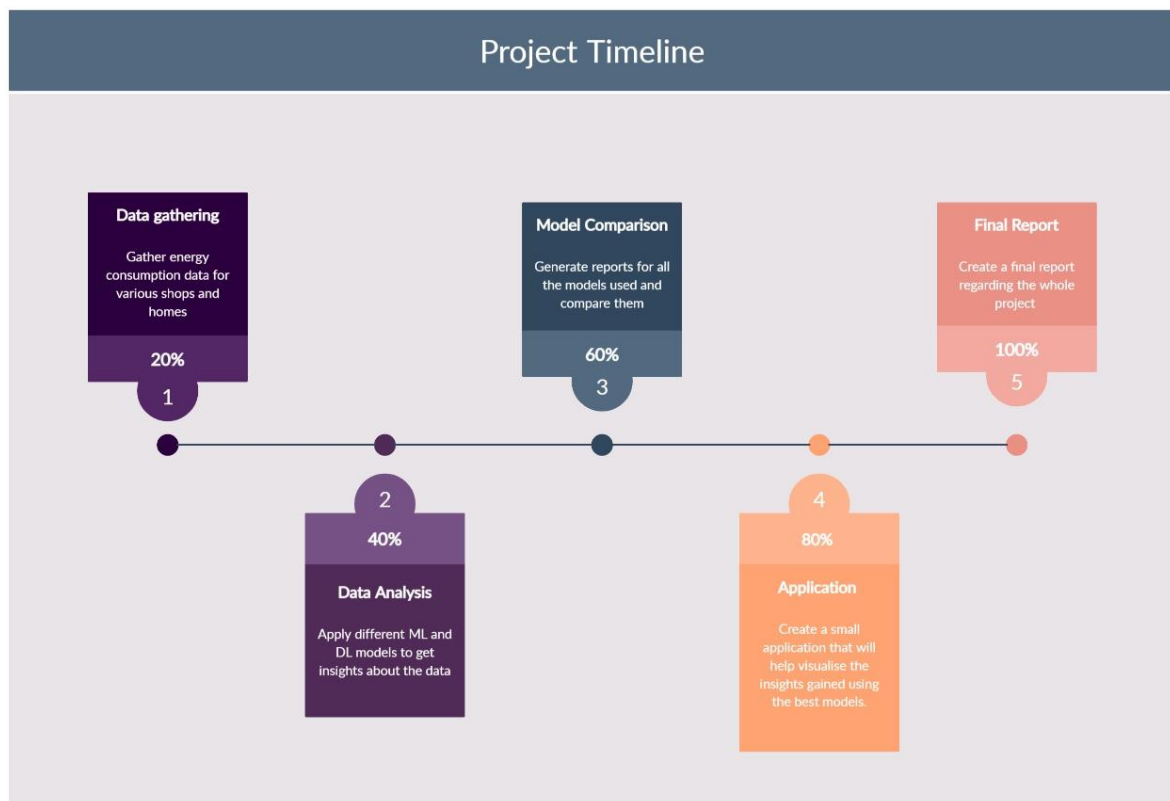 Project Timeline
Data gathering
Gather energy
consumption data for
various shops and
homes
20%
1
2
40%
Data Analysis
Apply different ML and
DL models to get
insights about the data
Model Comparison
Generate reports for all
the models used and
compare them
60%
3
4
80%
Application
Create a small
application that will
help visualise the
insights gained using
the best models.
Final Report
Create a final report
regarding the whole
project
100%
5